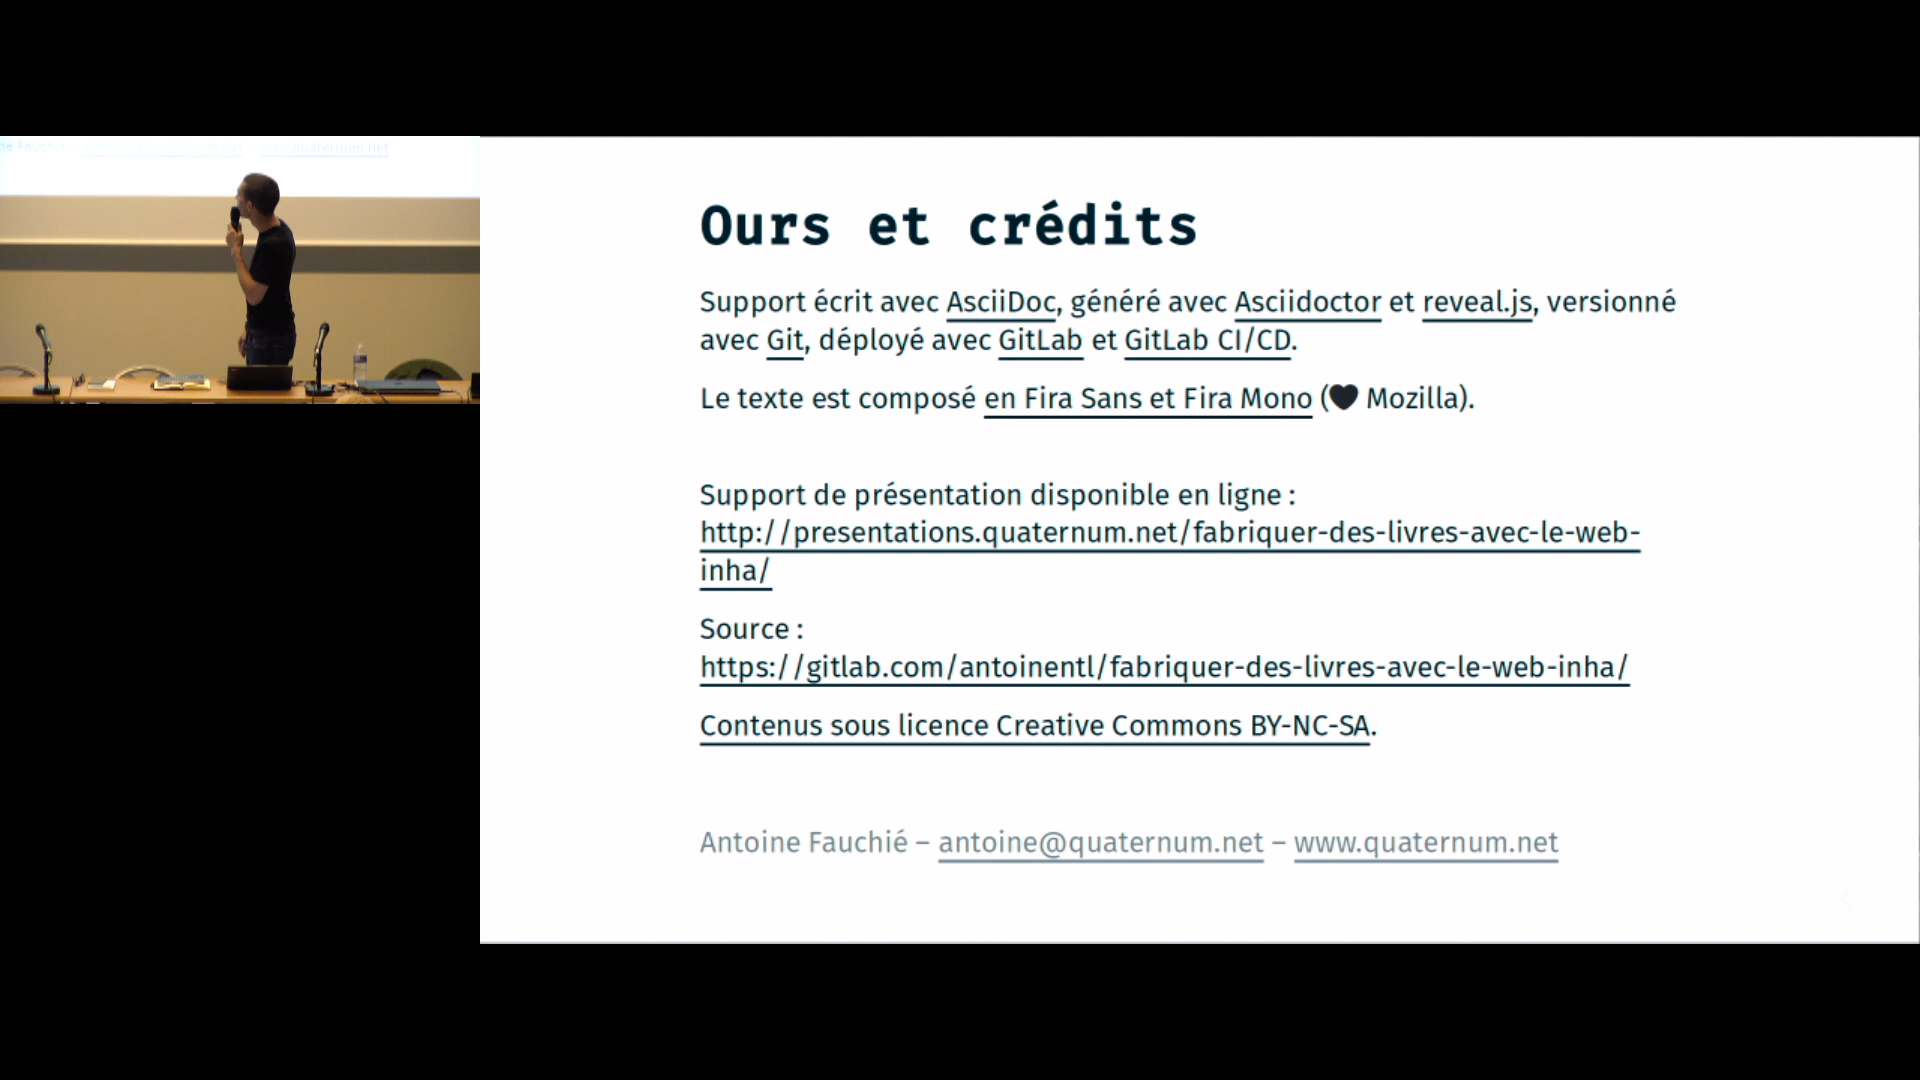 Ours et crédits
Support écrit avec AsciiDoc, généré avec Asciidoctor et reveal.js, versionné
avec Git, déployé avec GitLab et GitLab CI/CD.
Le texte est composé en Fira Sans et Fira Mono (🖤 Mozilla).
Support de présentation disponible en ligne :
http://presentations.quaternum.net/fabriquer-des-livres-avec-le-web-
inha/
Source :
https://gitlab.com/antoinentl/fabriquer-des-livres-avec-le-web-inha/
Contenus sous licence Creative Commons BY-NC-SA.
Antoine Fauchié – antoine@quaternum.net – www.quaternum.net